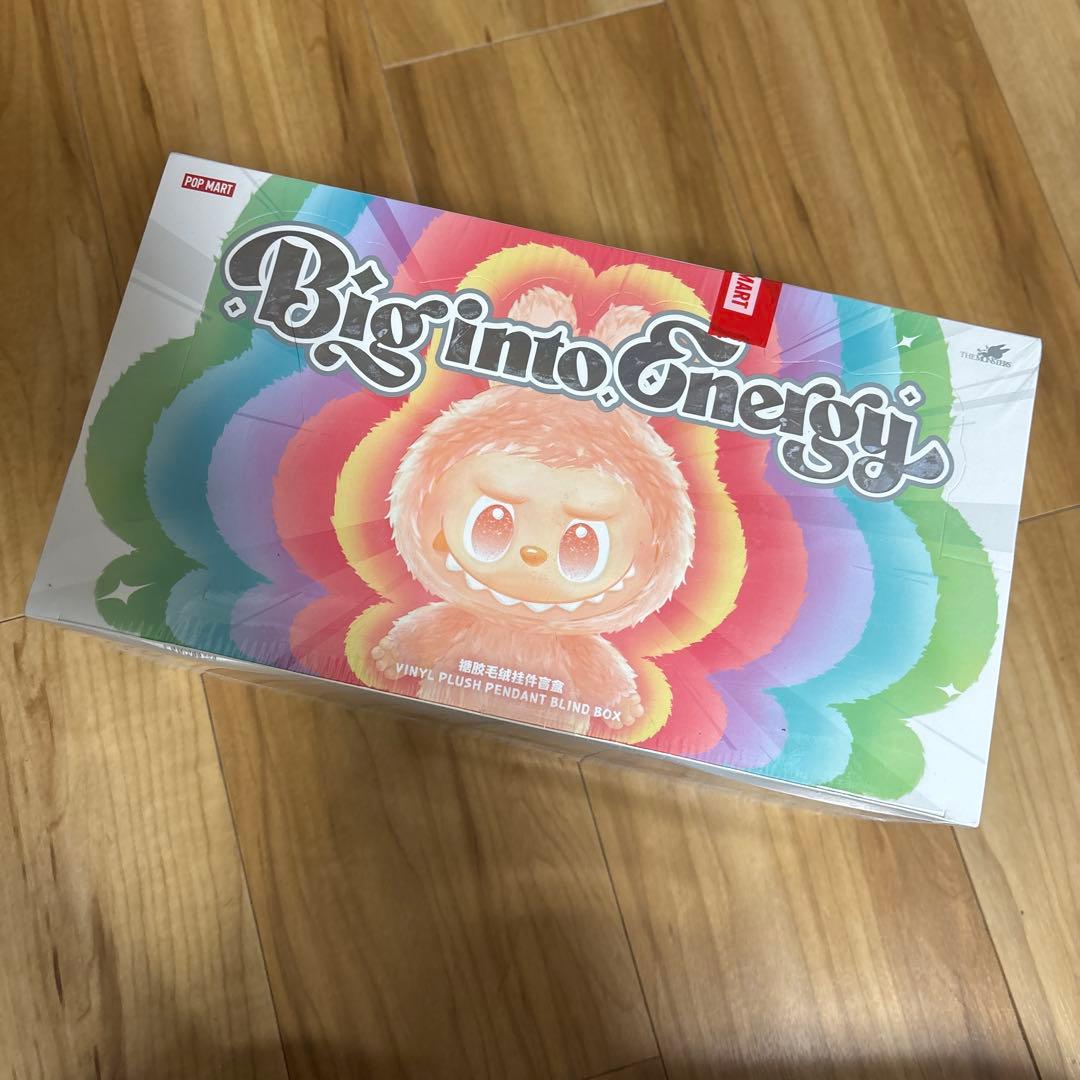 POP MART
Big into Energy
MART
THE MONSTERS
搪胶毛绒挂件盲盒
VINYL PLUSH PENDANT BLIND BOX